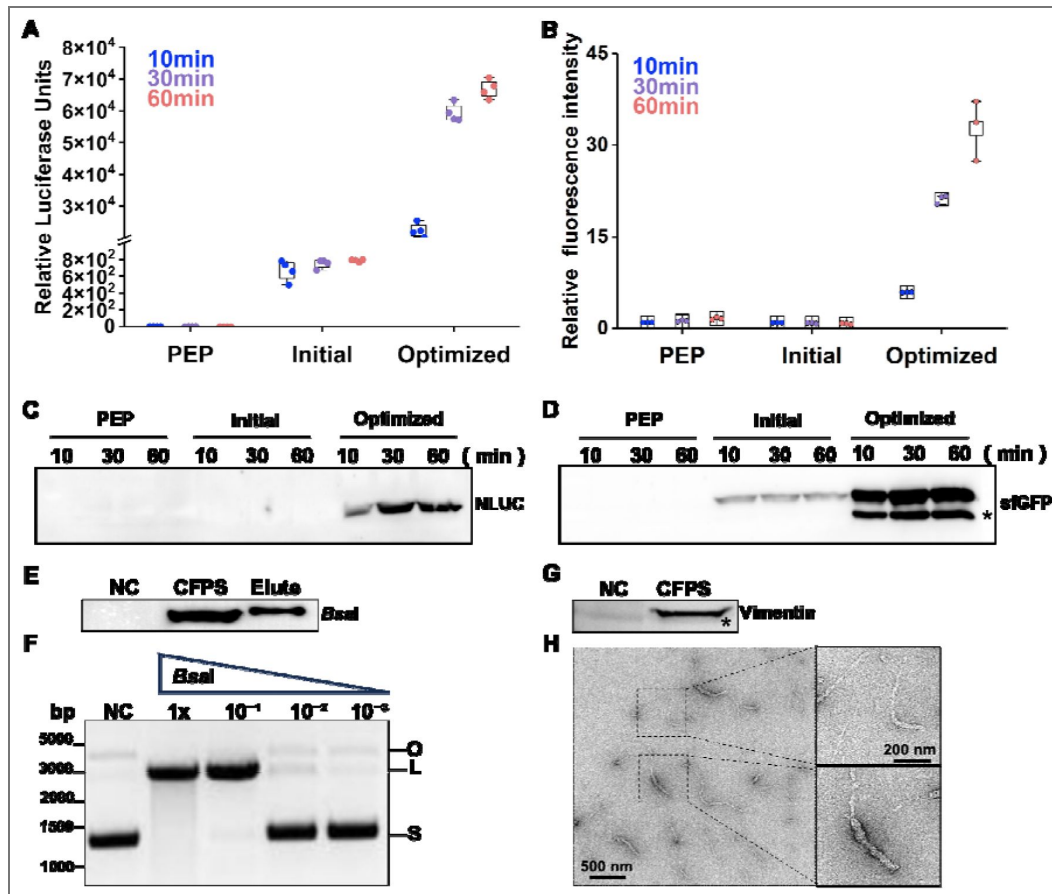 A
Relative Luciferase Units
8×10⁴
7×10⁴
6×10⁴
5×10⁴
4×10⁴
3×10⁴
8×10²
6×10²
4×10²
2×10²
0
10min
30min
60min
PEP Initial Optimized
B
Relative fluorescence intensity
45
30
15
0
10min
30min
60min
PEP Initial Optimized
C
PEP Initial Optimized
10 30 60 10 30 60 10 30 60 ( min )
NLUC
D
PEP Initial Optimized
10 30 60 10 30 60 10 30 60 ( min )
sfGFP
*
E
NC CFPS Elute
BsaI
F
BsaI
bp NC 1x 10⁻¹ 10⁻² 10⁻³
5000
3000
2000
1500
1000
O
L
S
G
NC CFPS
Vimentin
*
H
500 nm
200 nm